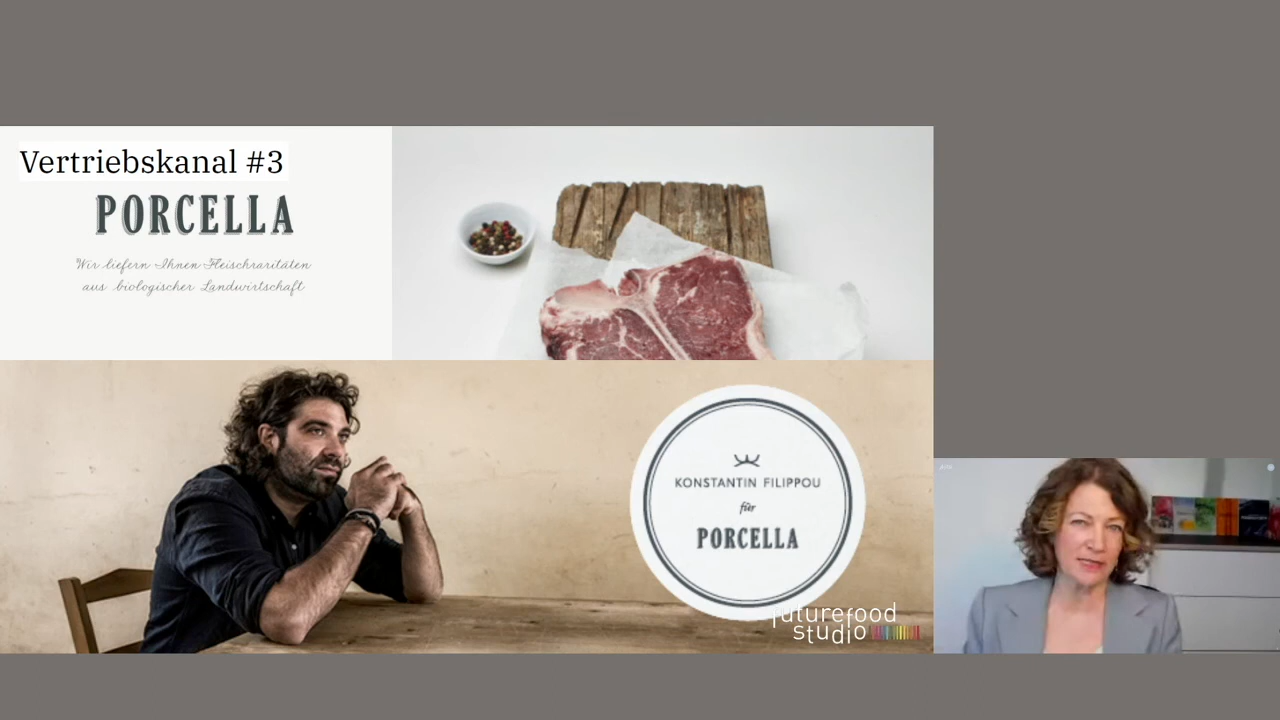 Vertriebskanal #3
PORCELLA
Wir liefern Ihnen Fleischraritäten
aus biologischer Landwirtschaft
KONSTANTIN FILIPPOU
für
PORCELLA
futurefood
studio